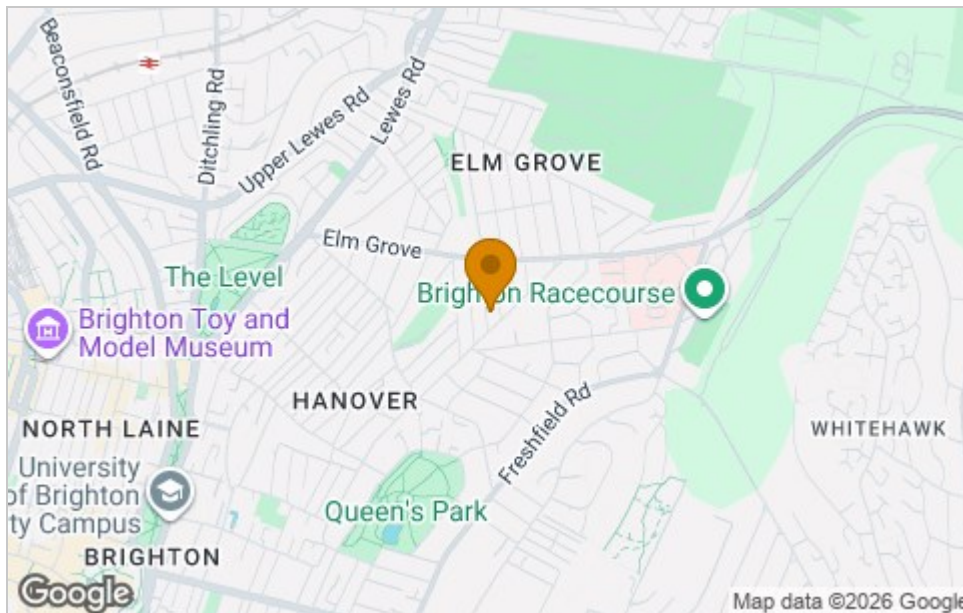 Beaconsfield Rd
Ditchling Rd
Upper Lewes Rd
Lewes Rd
ELM GROVE
Elm Grove
The Level
Brighton Racecourse
Brighton Toy and
Model Museum
HANOVER
NORTH LAINE
Freshfield Rd
WHITEHAWK
University
of Brighton
ty Campus
Queen's Park
BRIGHTON
Google
Map data ©2026 Google